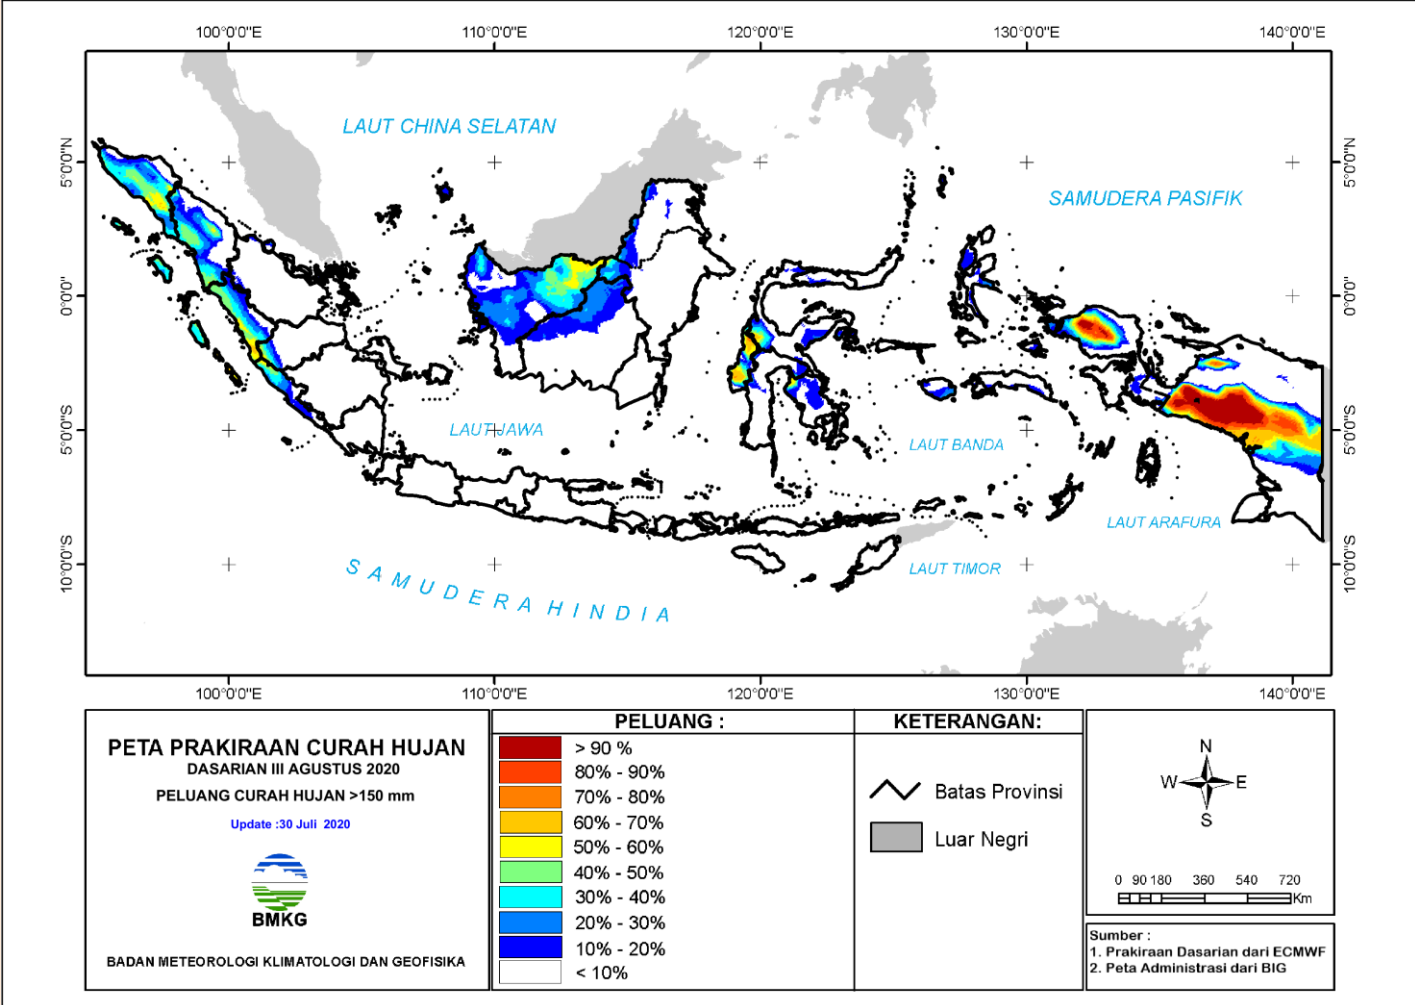 100°0'0"E 110°0'0"E 120°0'0"E 130°0'0"E 140°0'0"E
LAUT CHINA SELATAN
5°0'0"N 5°0'0"N
SAMUDERA PASIFIK
0°0'0" 0°0'0"
LAUT JAWA
5°0'0"S 5°0'0"S
LAUT BANDA
LAUT ARAFURA
10°0'0"S 10°0'0"S
LAUT TIMOR
SAMUDERA HINDIA
100°0'0"E 110°0'0"E 120°0'0"E 130°0'0"E 140°0'0"E
PETA PRAKIRAAN CURAH HUJAN
DASARIAN III AGUSTUS 2020
PELUANG CURAH HUJAN >150 mm
Update :30 Juli 2020
BMKG
BADAN METEOROLOGI KLIMATOLOGI DAN GEOFISIKA
PELUANG :
> 90 %
80% - 90%
70% - 80%
60% - 70%
50% - 60%
40% - 50%
30% - 40%
20% - 30%
10% - 20%
< 10%
KETERANGAN:
Batas Provinsi
Luar Negri
N
W E
S
0 90 180 360 540 720
Km
Sumber :
1. Prakiraan Dasarian dari ECMWF
2. Peta Administrasi dari BIG